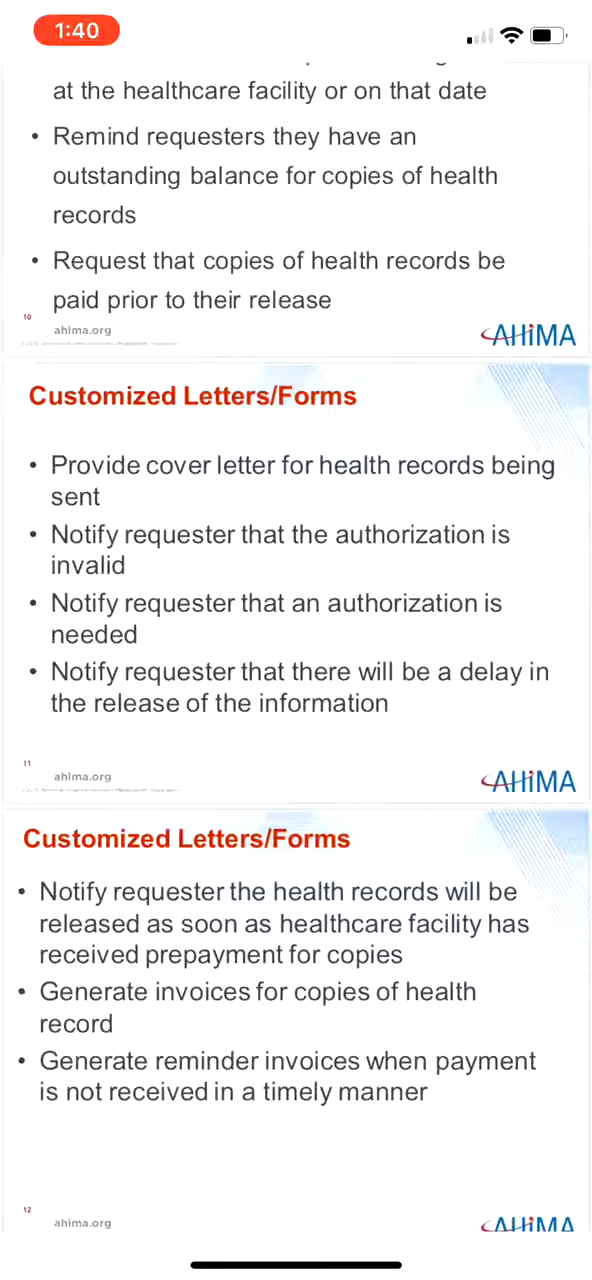 1:40
at the healthcare facility or on that date
• Remind requesters they have an
outstanding balance for copies of health
records
• Request that copies of health records be
paid prior to their release
10
ahima.org
AHiMA
Customized Letters/Forms
• Provide cover letter for health records being
sent
• Notify requester that the authorization is
invalid
• Notify requester that an authorization is
needed
• Notify requester that there will be a delay in
the release of the information
11
ahima.org
AHiMA
Customized Letters/Forms
• Notify requester the health records will be
released as soon as healthcare facility has
received prepayment for copies
• Generate invoices for copies of health
record
• Generate reminder invoices when payment
is not received in a timely manner
12
ahima.org
AHiMA